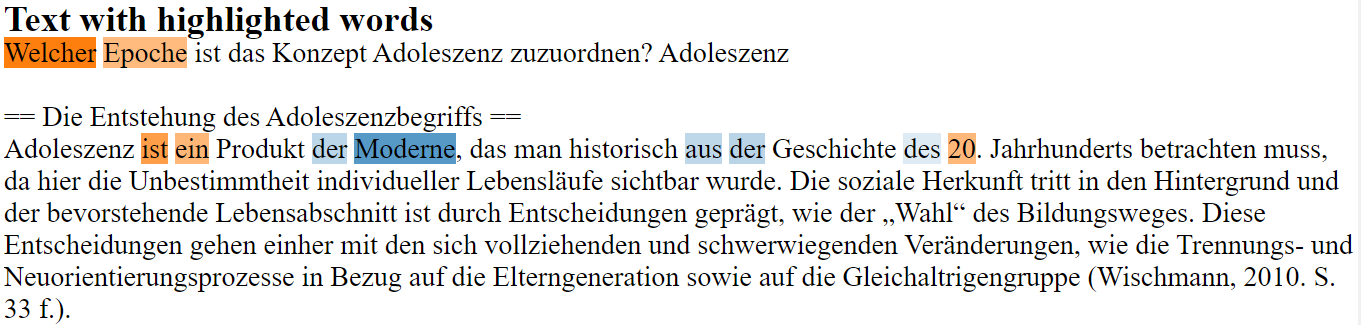 Text with highlighted words
Welcher Epoche ist das Konzept Adoleszenz zuzuordnen? Adoleszenz
== Die Entstehung des Adoleszenzbegriffs ==
Adoleszenz ist ein Produkt der Moderne, das man historisch aus der Geschichte des 20. Jahrhunderts betrachten muss,
da hier die Unbestimmtheit individueller Lebensläufe sichtbar wurde. Die soziale Herkunft tritt in den Hintergrund und
der bevorstehende Lebensabschnitt ist durch Entscheidungen geprägt, wie der „Wahl“ des Bildungsweges. Diese
Entscheidungen gehen einher mit den sich vollziehenden und schwerwiegenden Veränderungen, wie die Trennungs- und
Neuorientierungsprozesse in Bezug auf die Elterngeneration sowie auf die Gleichaltrigengruppe (Wischmann, 2010. S.
33 f.).